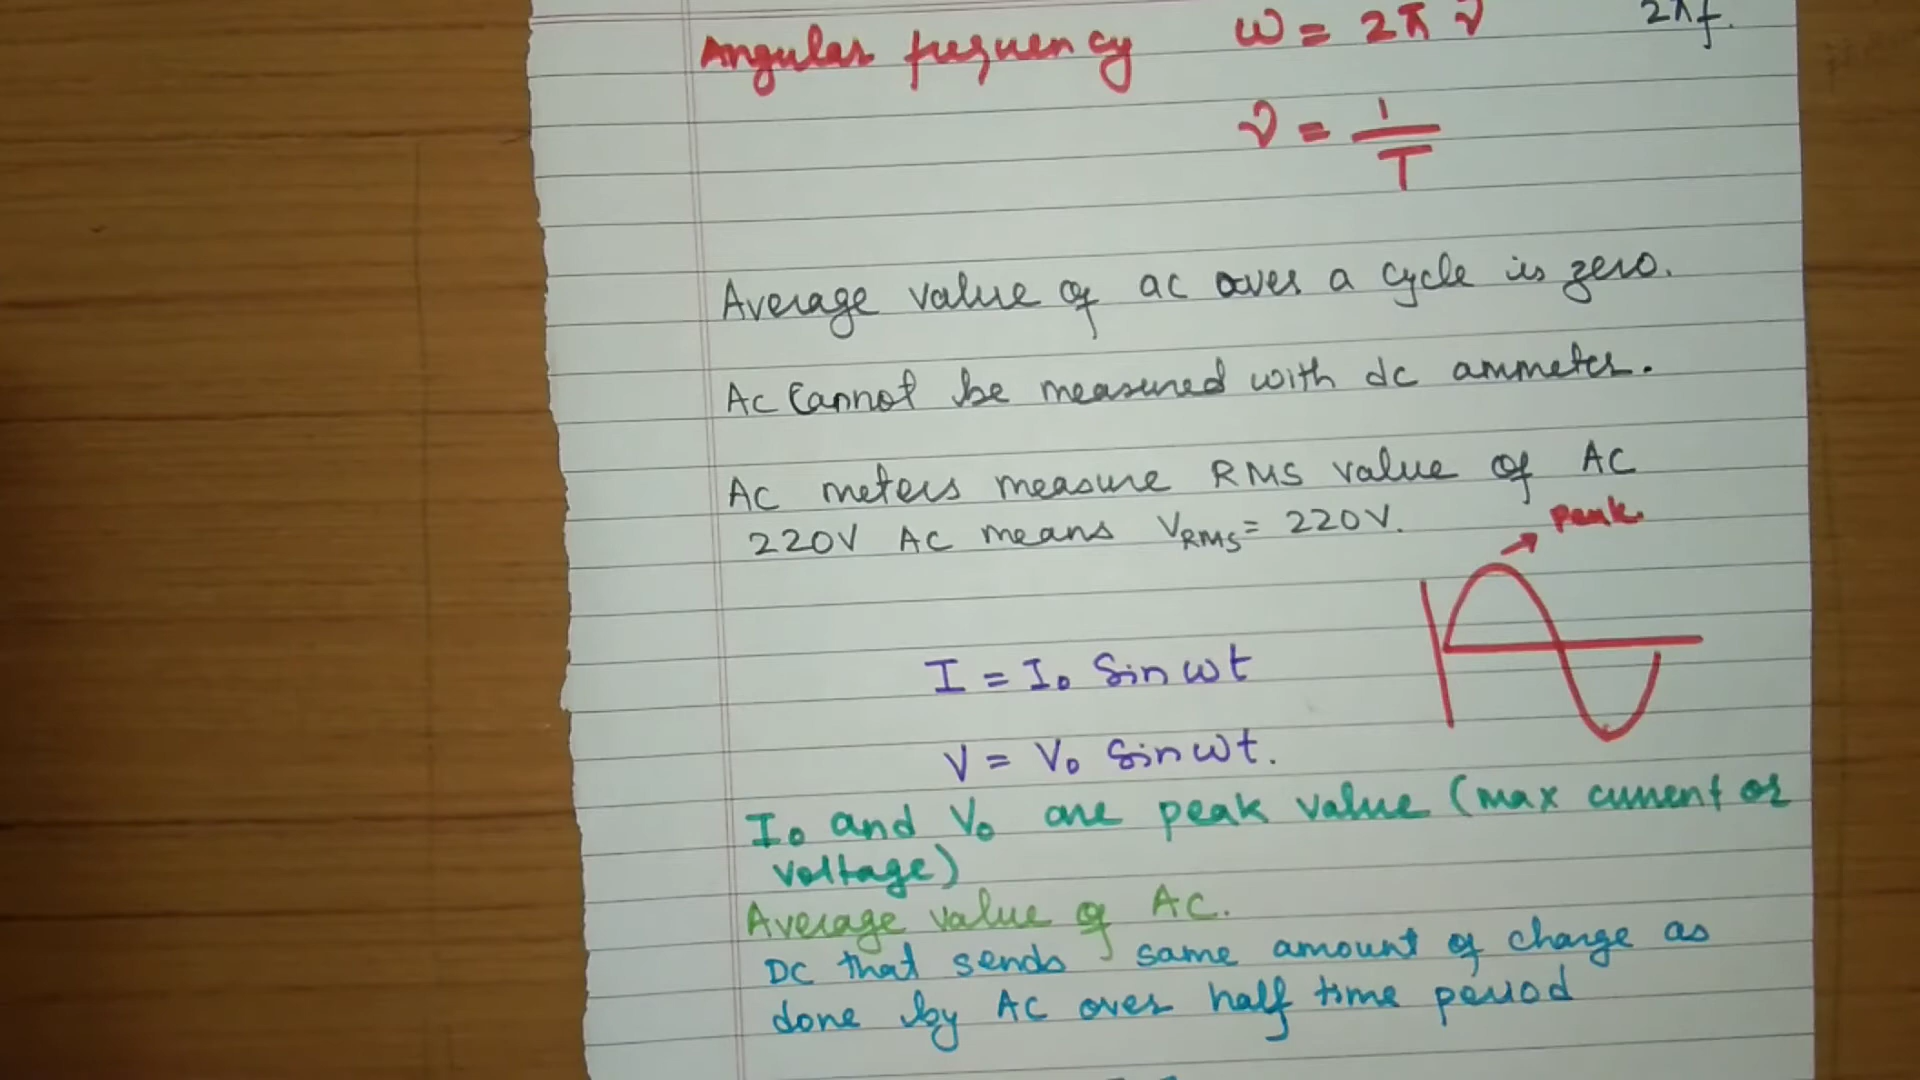 Angular frequency ω = 2π ν 2πf.
ν = 1/T
Average value of ac over a cycle is zero.
AC Cannot be measured with dc ammeter.
AC meters measure RMS value of AC
220V AC means VRMS = 220V.
peak
I = I₀ Sin ωt
V = V₀ Sin ωt.
I₀ and V₀ are peak value (max current or
voltage)
Average value of AC.
DC that sends same amount of charge as
done by AC over half time period